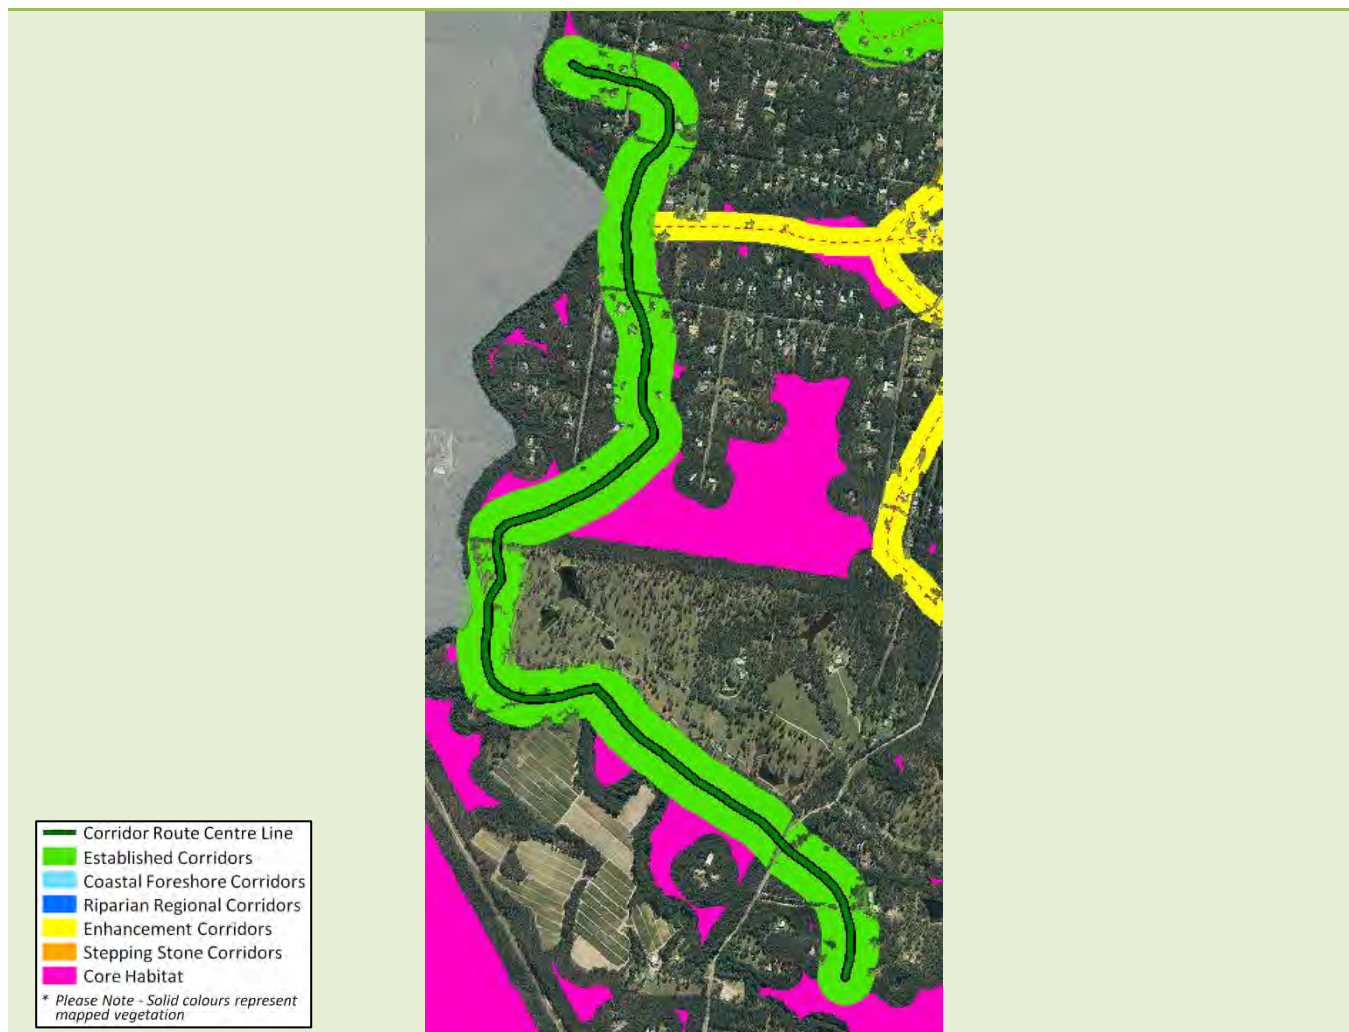 Corridor Route Centre Line
Established Corridors
Coastal Foreshore Corridors
Riparian Regional Corridors
Enhancement Corridors
Stepping Stone Corridors
Core Habitat
* Please Note - Solid colours represent
mapped vegetation